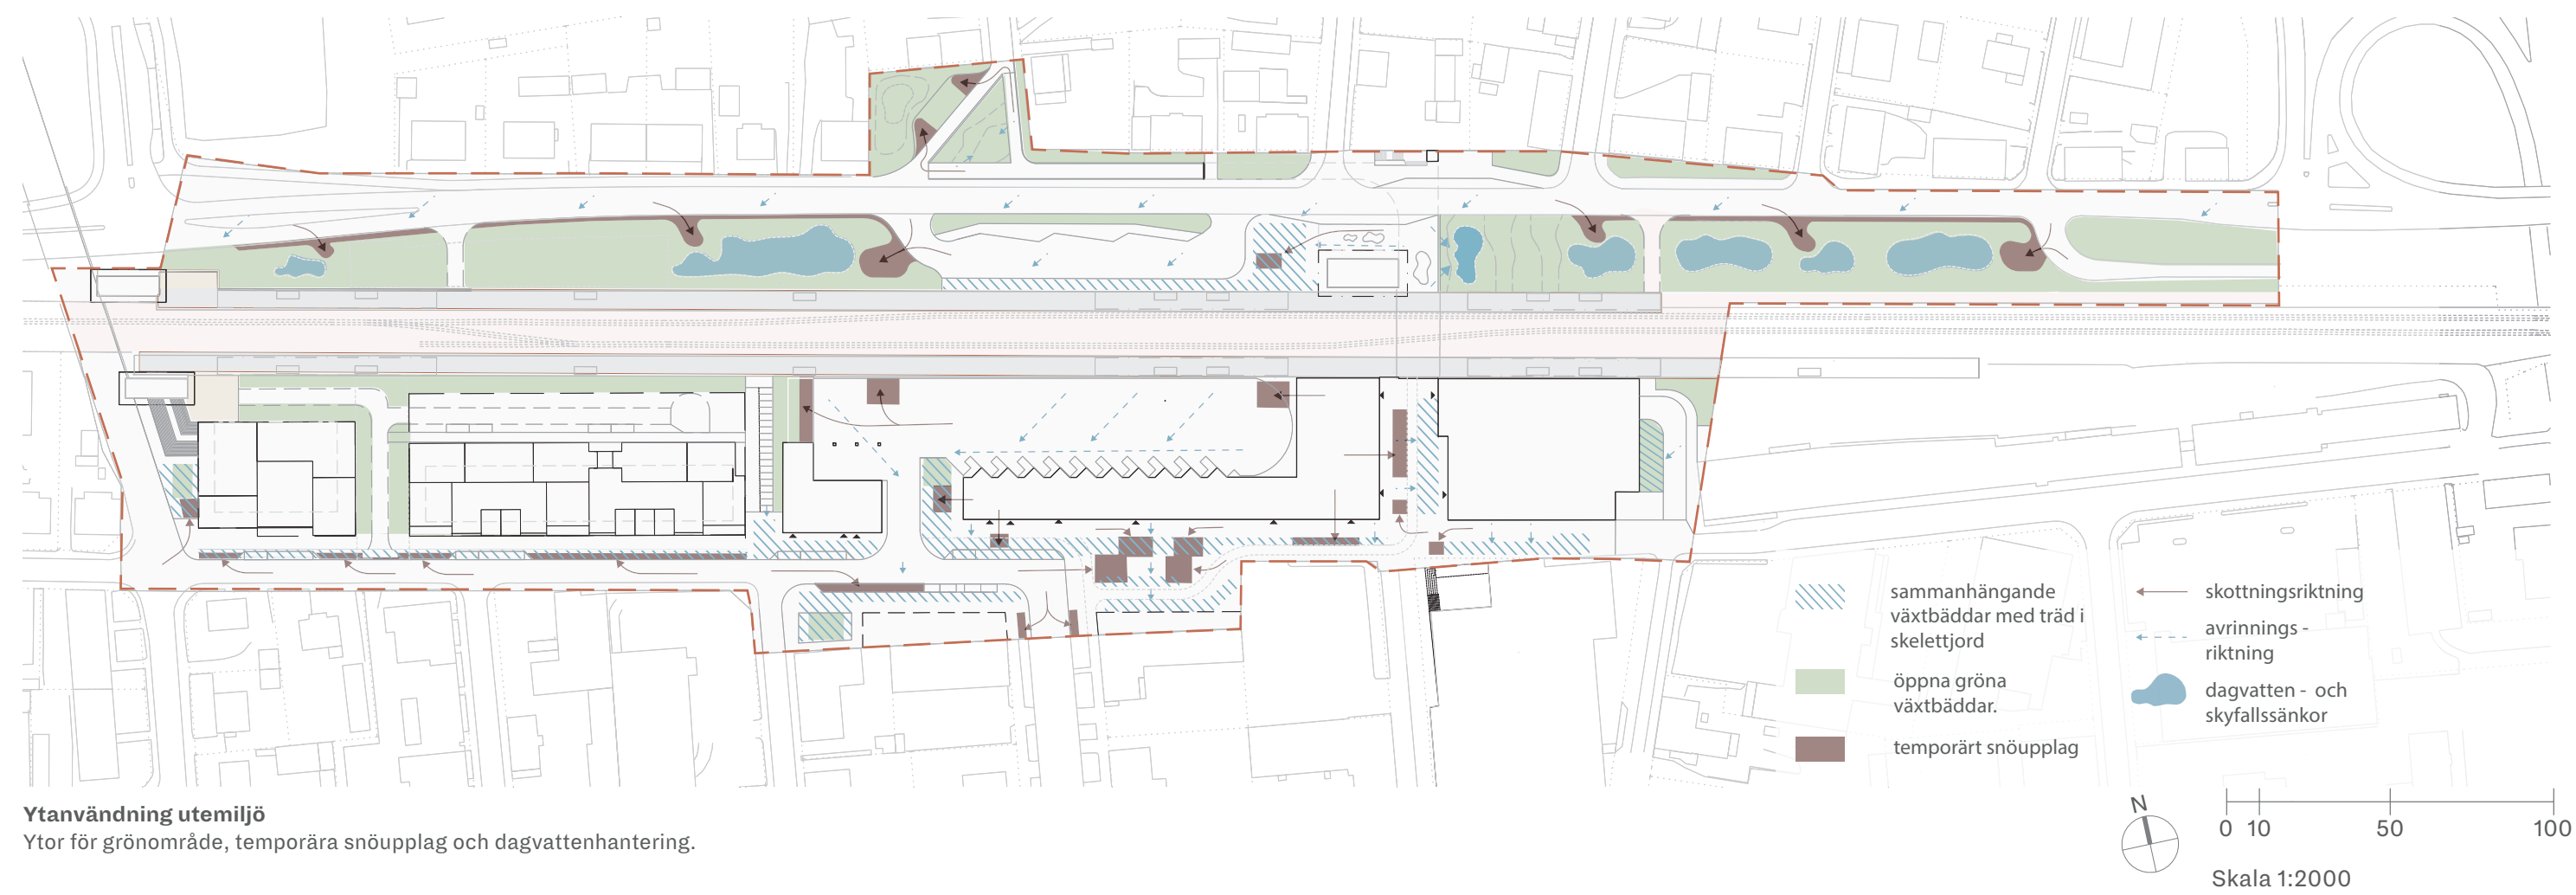 sammanhängande
växtbäddar med träd i
skelettjord
öppna gröna
växtbäddar.
temporärt snöupplag
skottningsriktning
avrinnings -
riktning
dagvatten - och
skyfallssänkor
Ytanvändning utemiljö
Ytor för grönområde, temporära snöupplag och dagvattenhantering.
N
0 10 50 100
Skala 1:2000